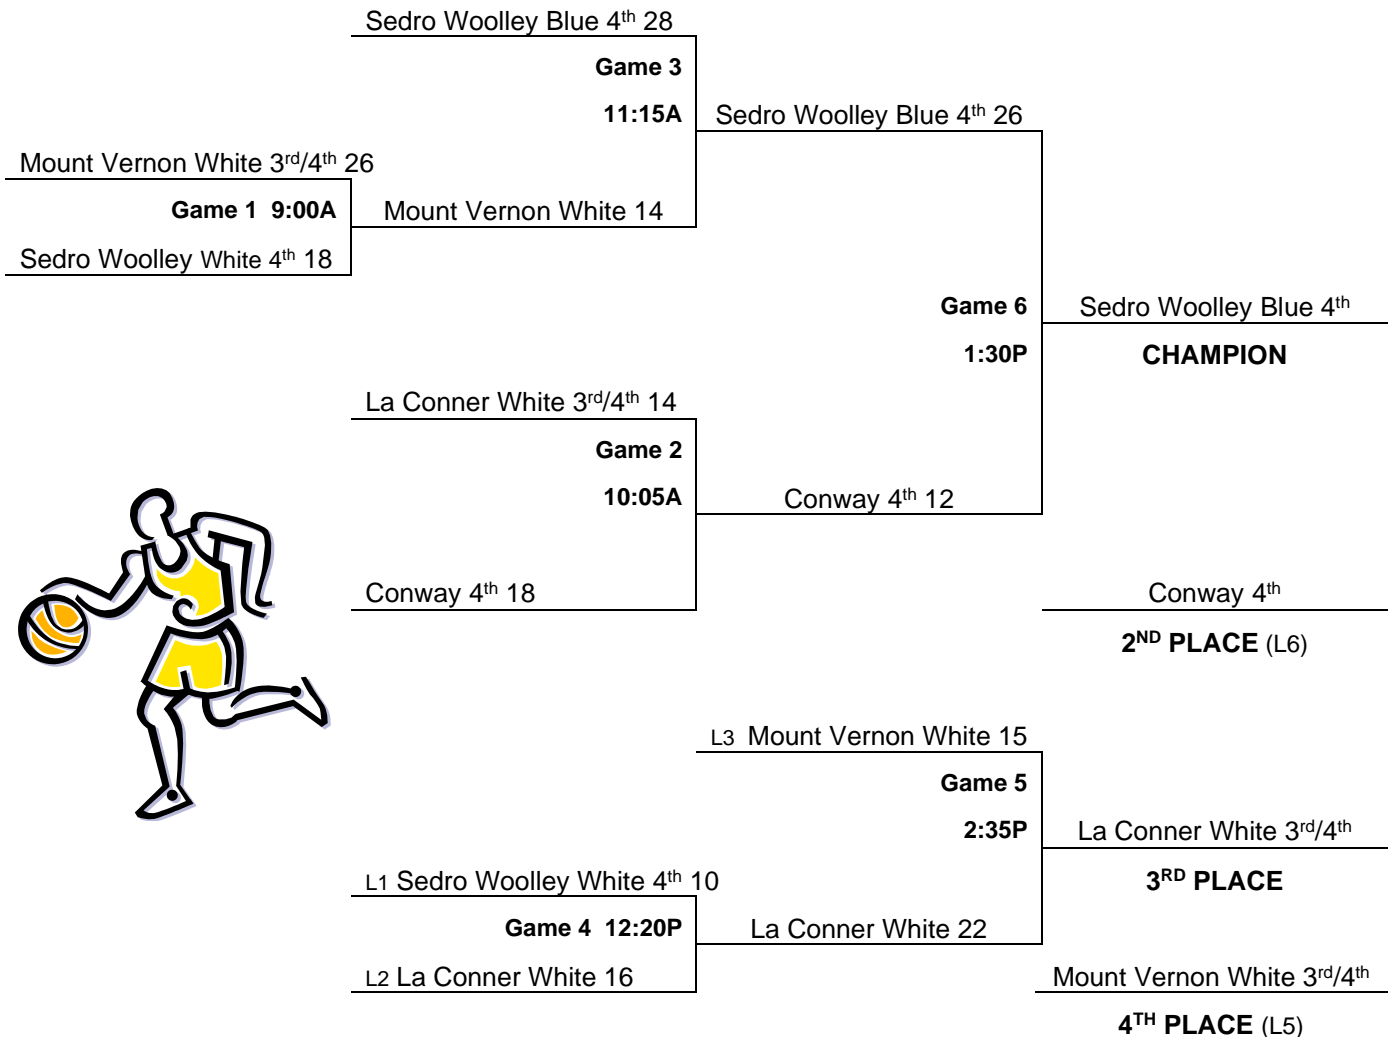 Sedro Woolley Blue 4th 28
Game 3
11:15A
Sedro Woolley Blue 4th 26
Mount Vernon White 3rd/4th 26
Game 1 9:00A
Mount Vernon White 14
Sedro Woolley White 4th 18
Game 6
1:30P
Sedro Woolley Blue 4th
CHAMPION
La Conner White 3rd/4th 14
Game 2
10:05A
Conway 4th 12
Conway 4th 18
Conway 4th
2ND PLACE (L6)
L3 Mount Vernon White 15
Game 5
2:35P
La Conner White 3rd/4th
3RD PLACE
L1 Sedro Woolley White 4th 10
Game 4 12:20P
La Conner White 22
L2 La Conner White 16
Mount Vernon White 3rd/4th
4TH PLACE (L5)